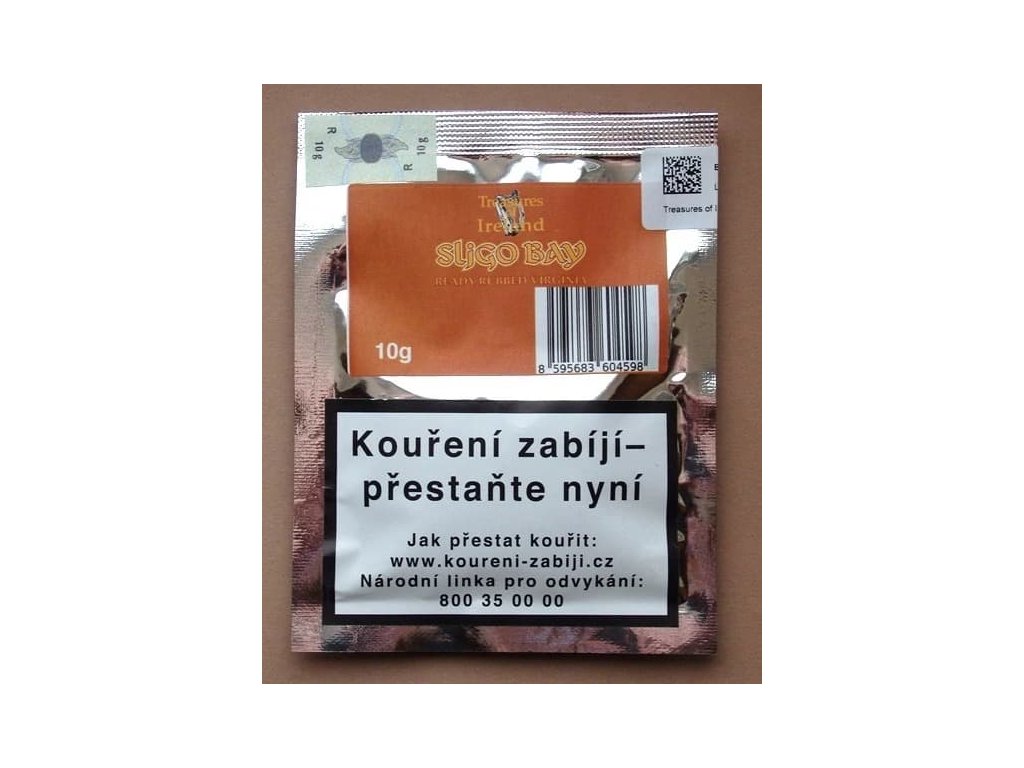 R
10g
R 10g
Treasures of
Treasures
Ireland
SLIGO BAY
READY RUBBED VIRGINIA
10g
8 595683 604598
Kouření zabíjí–
přestaňte nyní
Jak přestat kouřit:
www.koureni-zabiji.cz
Národní linka pro odvykání:
800 35 00 00